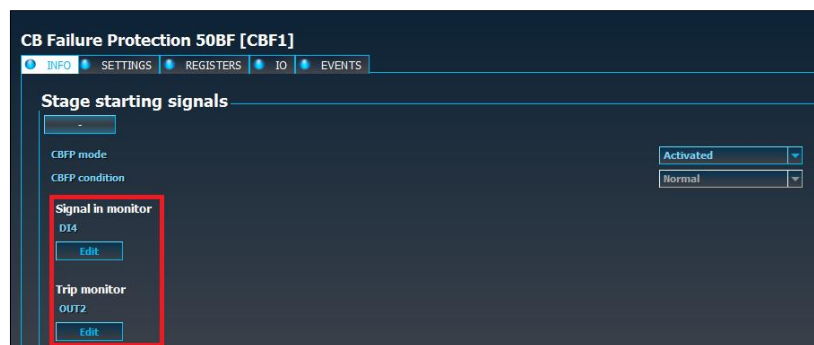 CB Failure Protection 50BF [CBF1]
INFO SETTINGS REGISTERS IO EVENTS
Stage starting signals
-
CBFP mode Activated
CBFP condition Normal
Signal in monitor
DI4
Edit
Trip monitor
OUT2
Edit